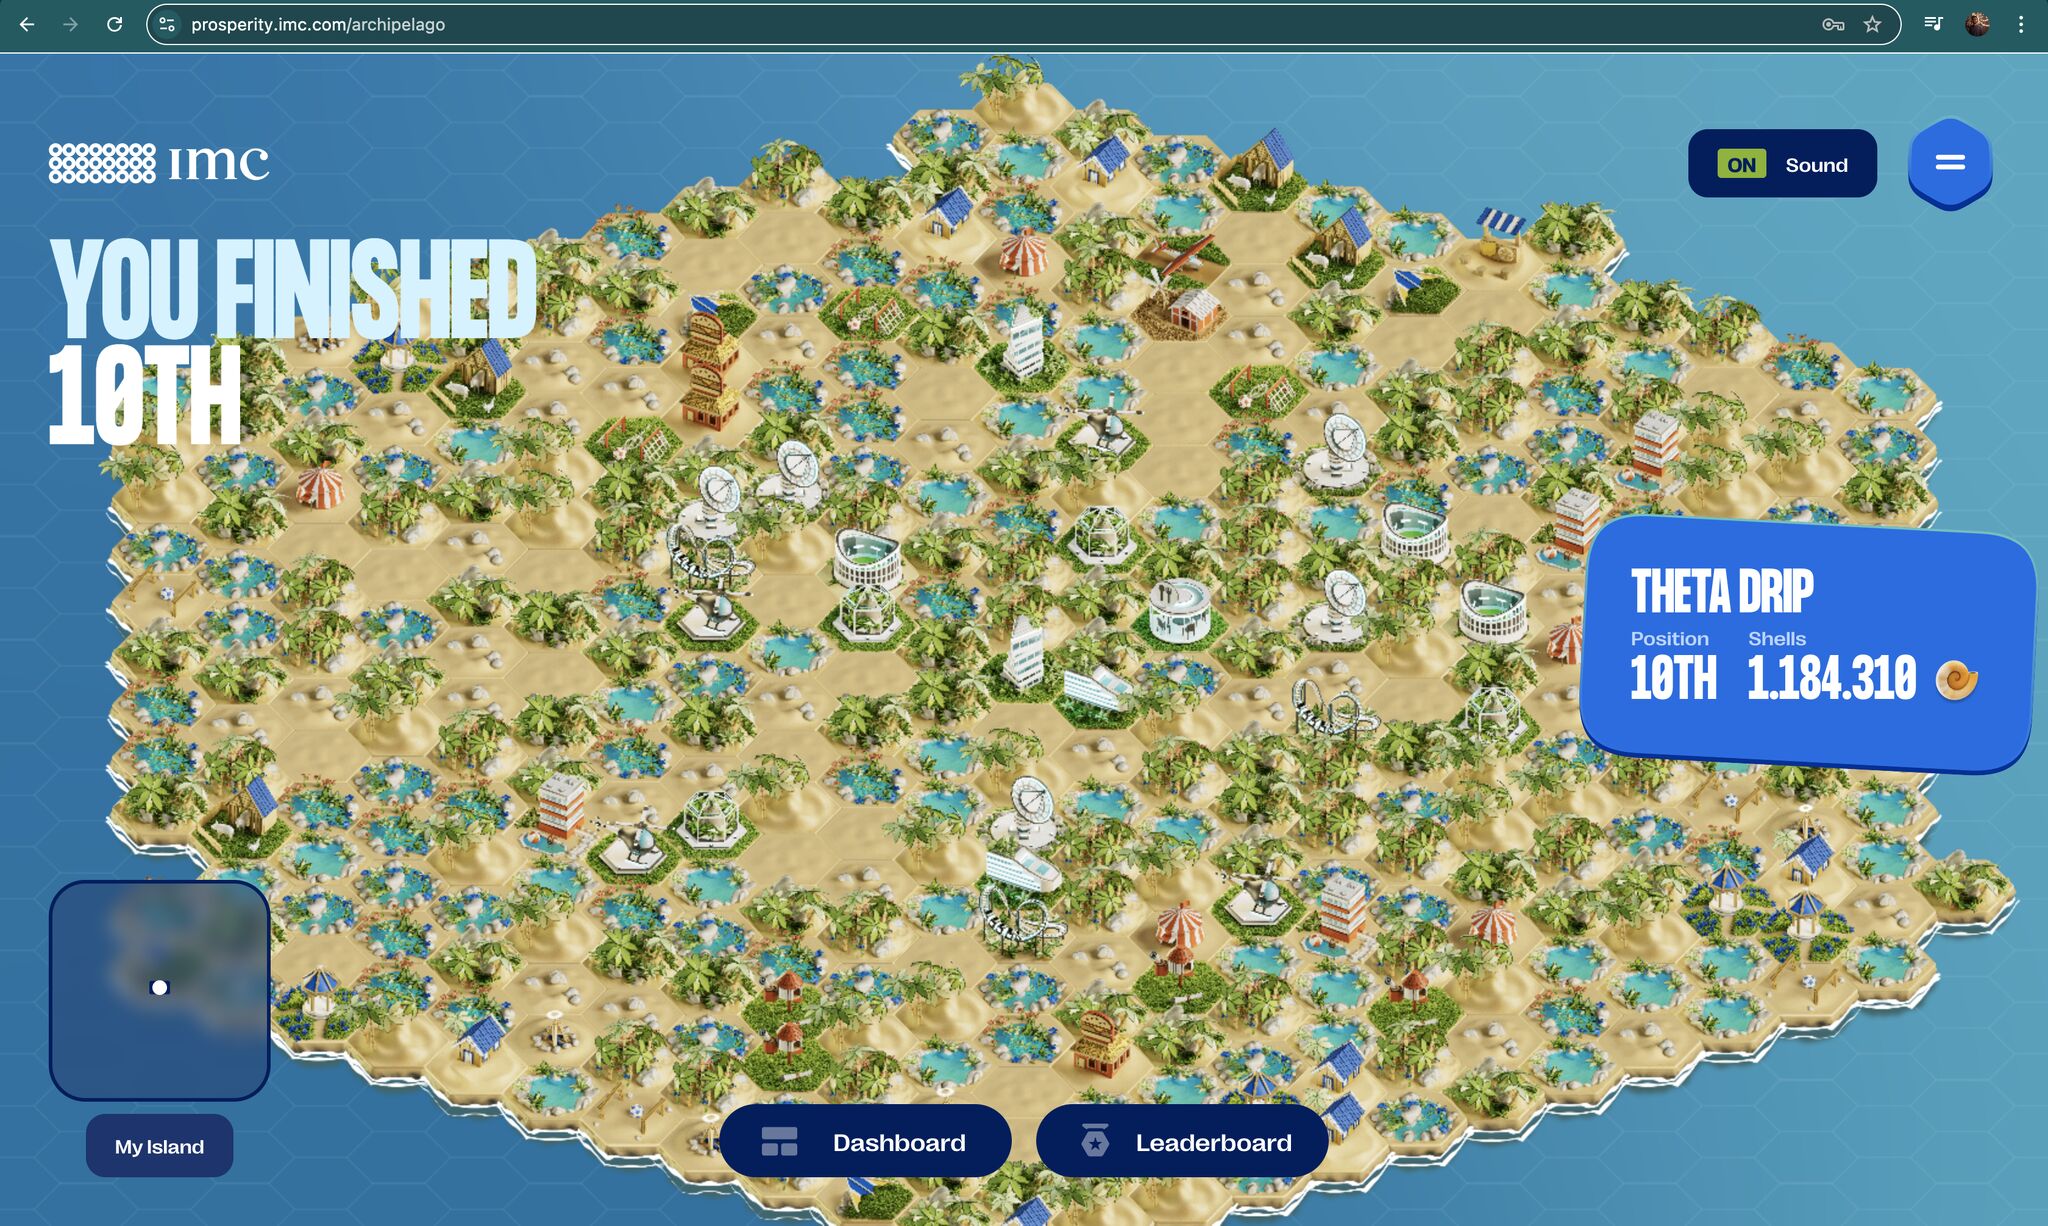 prosperity.imc.com/archipelago
imc
ON Sound
YOU FINISHED
10TH
THETA DRIP
Position Shells
10TH 1.184.310
My Island
Dashboard
Leaderboard